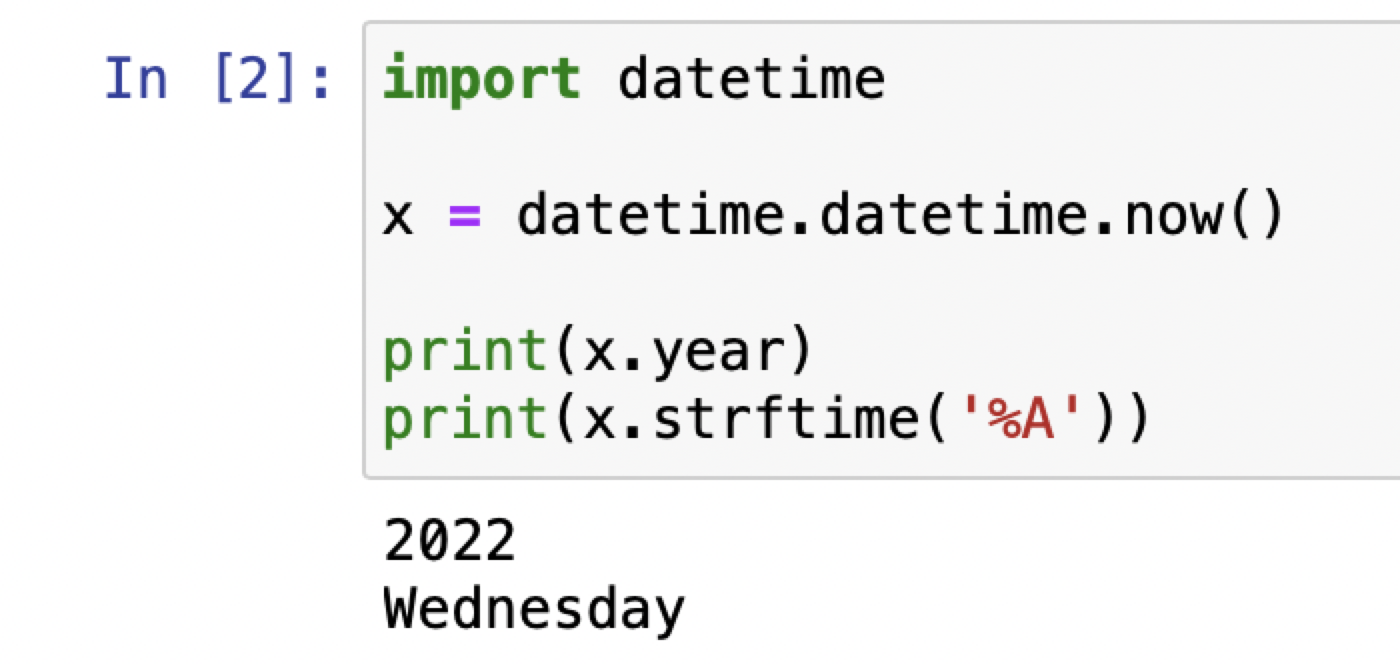 In [2]: import datetime
x = datetime.datetime.now()
print(x.year)
print(x.strftime('%A'))
2022
Wednesday